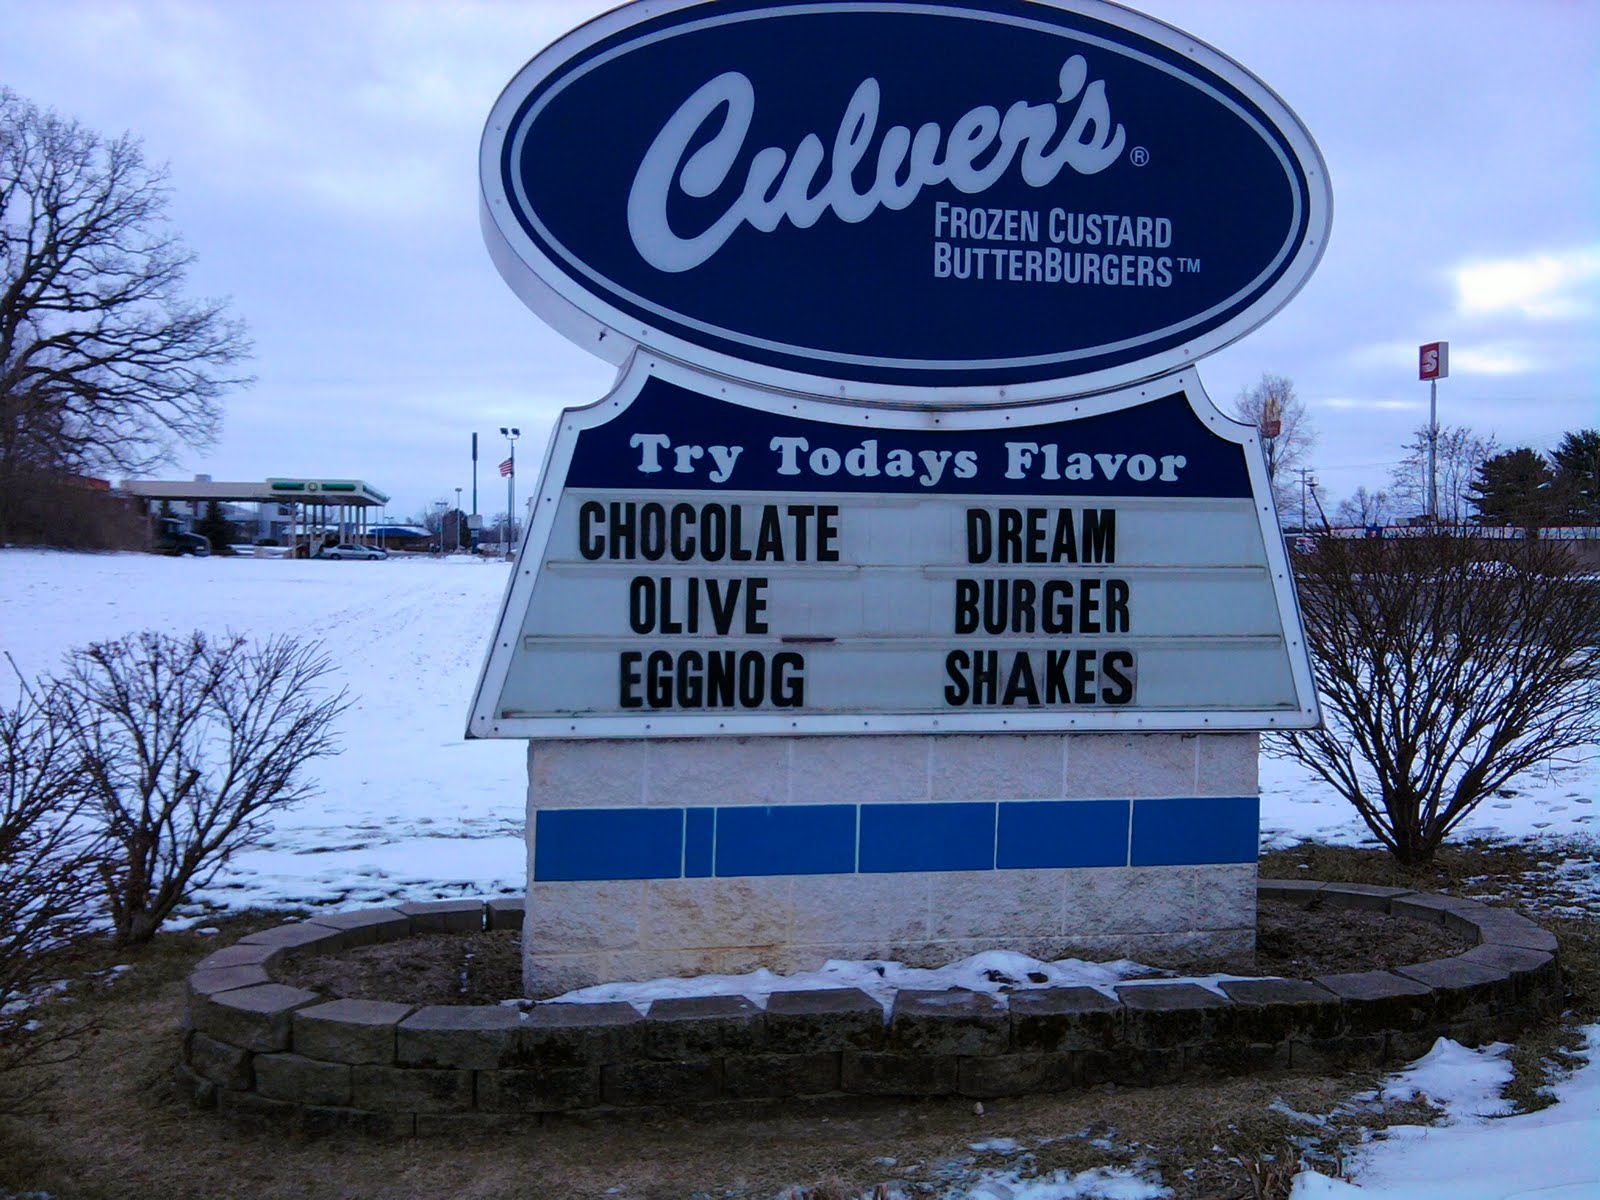 Culver's®
FROZEN CUSTARD
BUTTERBURGERS™
Try Todays Flavor
CHOCOLATE DREAM
OLIVE BURGER
EGGNOG SHAKES
S